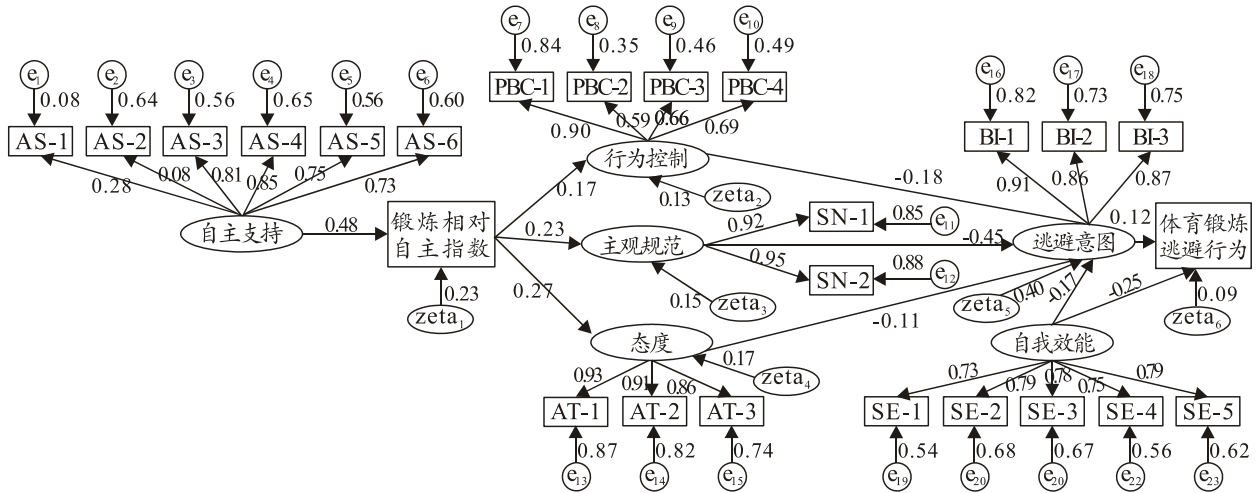 e₇ e₈ e₉ e₁₀
0.84 0.35 0.46 0.49
PBC-1 PBC-2 PBC-3 PBC-4
0.90 0.59 0.66 0.69
e₁ e₂ e₃ e₄ e₅ e₆
0.08 0.64 0.56 0.65 0.56 0.60
AS-1 AS-2 AS-3 AS-4 AS-5 AS-6
0.28 0.08 0.81 0.85 0.75 0.73
e₁₆ e₁₇ e₁₈
0.82 0.73 0.75
BI-1 BI-2 BI-3
0.91 0.86 0.87
行为控制
0.17 0.13 zeta₂ -0.18
自主支持 0.48
锻炼相对
自主指数
0.23 zeta₁
0.23
主观规范
0.15 zeta₃
0.92 SN-1 0.85 e₁₁
-0.45
0.95 SN-2 0.88 e₁₂
逃避意图
0.12
体育锻炼
逃避行为
zeta₅ 0.40 -0.17 -0.25 0.09
zeta₆
0.27
态度
0.17 zeta₄
-0.11
自我效能
0.93 0.91 0.86
AT-1 AT-2 AT-3
0.87 0.82 0.74
e₁₃ e₁₄ e₁₅
0.73 0.79 0.78 0.75 0.79
SE-1 SE-2 SE-3 SE-4 SE-5
0.54 0.68 0.67 0.56 0.62
e₁₉ e₂₀ e₂₀ e₂₂ e₂₃